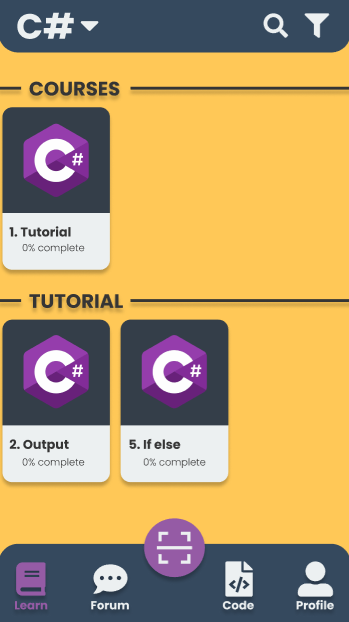 C#
COURSES
C#
1. Tutorial
0% complete
TUTORIAL
C#
C#
2. Output
5. If else
0% complete
0% complete
</>
Learn
Forum
Code
Profile